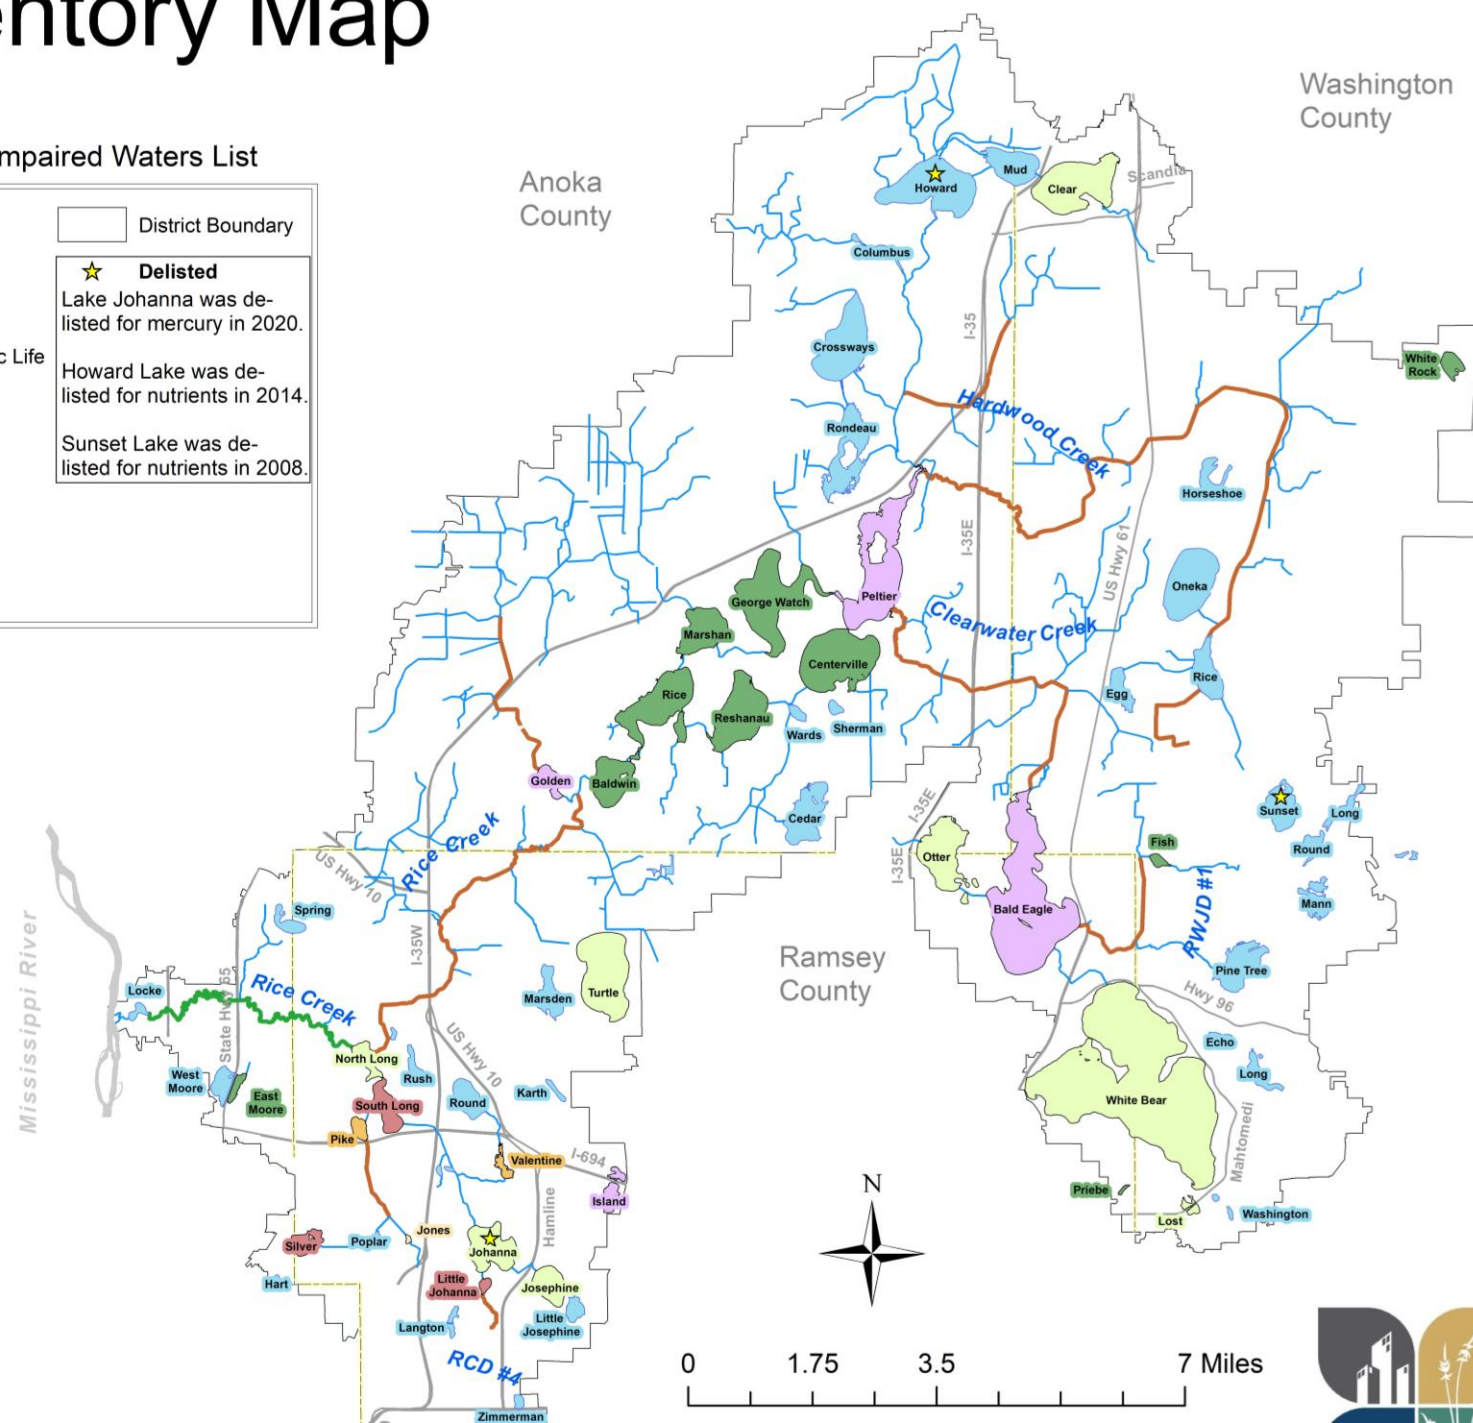 entory Map
mpaired Waters List
District Boundary
Delisted
Lake Johanna was de-
listed for mercury in 2020.
Howard Lake was de-
listed for nutrients in 2014.
Sunset Lake was de-
listed for nutrients in 2008.
c Life
Anoka
County
Washington
County
Ramsey
County
Mississippi River
Howard
Mud
Clear
Scandia
Columbus
Crossways
I-35
White
Rock
Hardwood Creek
Rondeau
Horseshoe
I-35E
US Hwy 61
George Watch
Peltier
Oneka
Clearwater Creek
Marshan
Centerville
Rice
Rice
Egg
Reshanau
Wards
Sherman
Golden
Baldwin
Cedar
I-35E
Sunset
Long
Rice Creek
US Hwy 10
Otter
I-35E
Fish
Round
Mann
RWJD #1
Spring
Bald Eagle
I-35W
Pine Tree
Hwy 96
Locke
State Hwy 65
Rice Creek
Marsden
Turtle
US Hwy 10
North Long
Rush
Echo
Long
West
Moore
East
Moore
South Long
Round
Karth
White Bear
Mahtomedi
Pike
Valentine
I-694
Island
Priebe
Lost
Washington
N
Hamline
Silver
Poplar
Jones
Johanna
Hart
Little
Johanna
Josephine
Langton
Little
Josephine
RCD #4
Zimmerman
0 1.75 3.5 7 Miles